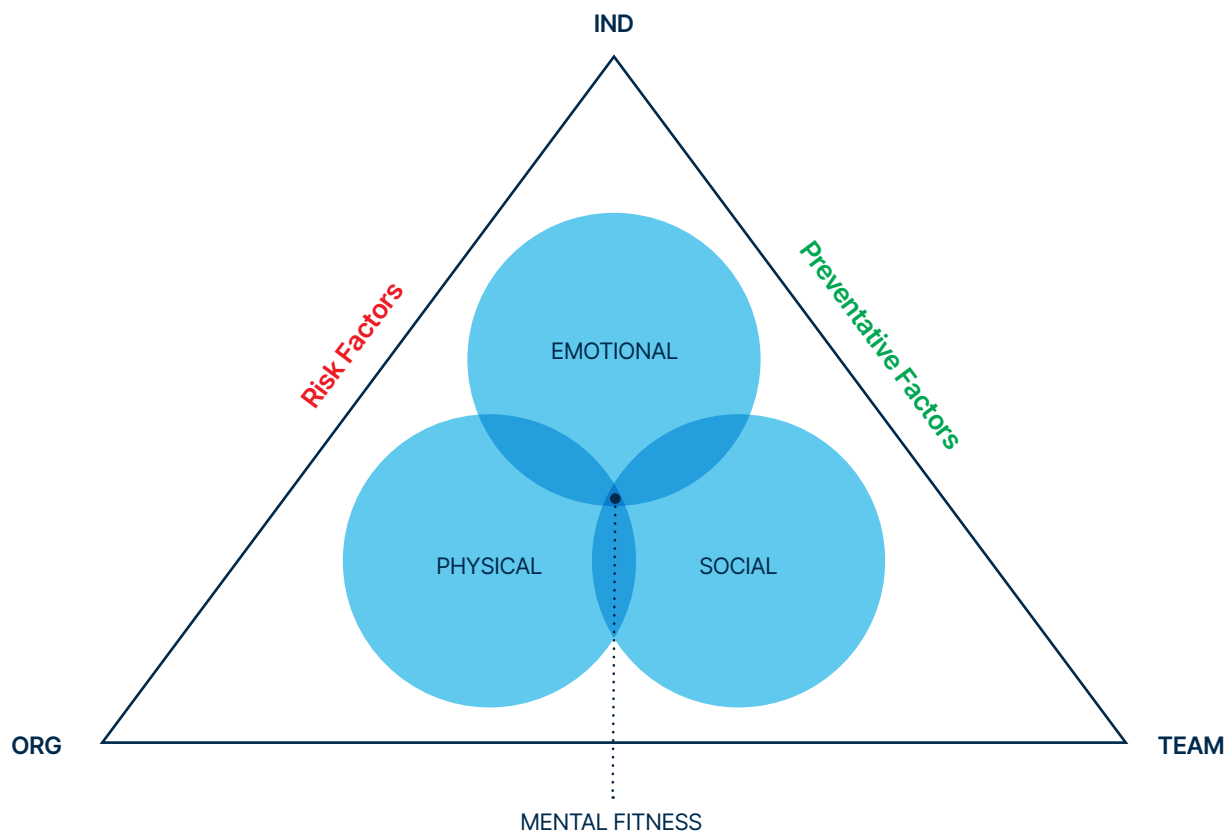 IND
Risk Factors
Preventative Factors
EMOTIONAL
PHYSICAL
SOCIAL
ORG
TEAM
MENTAL FITNESS